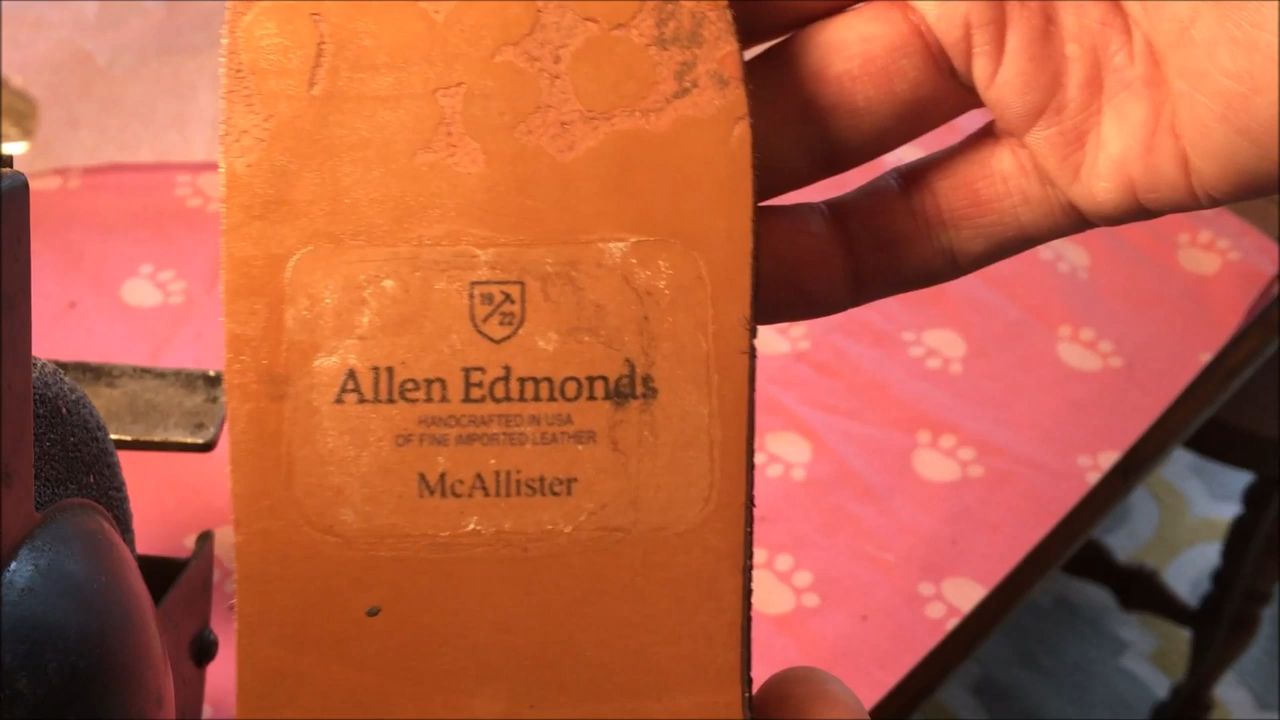 19
22
Allen Edmonds
HANDCRAFTED IN USA
OF FINE IMPORTED LEATHER
McAllister